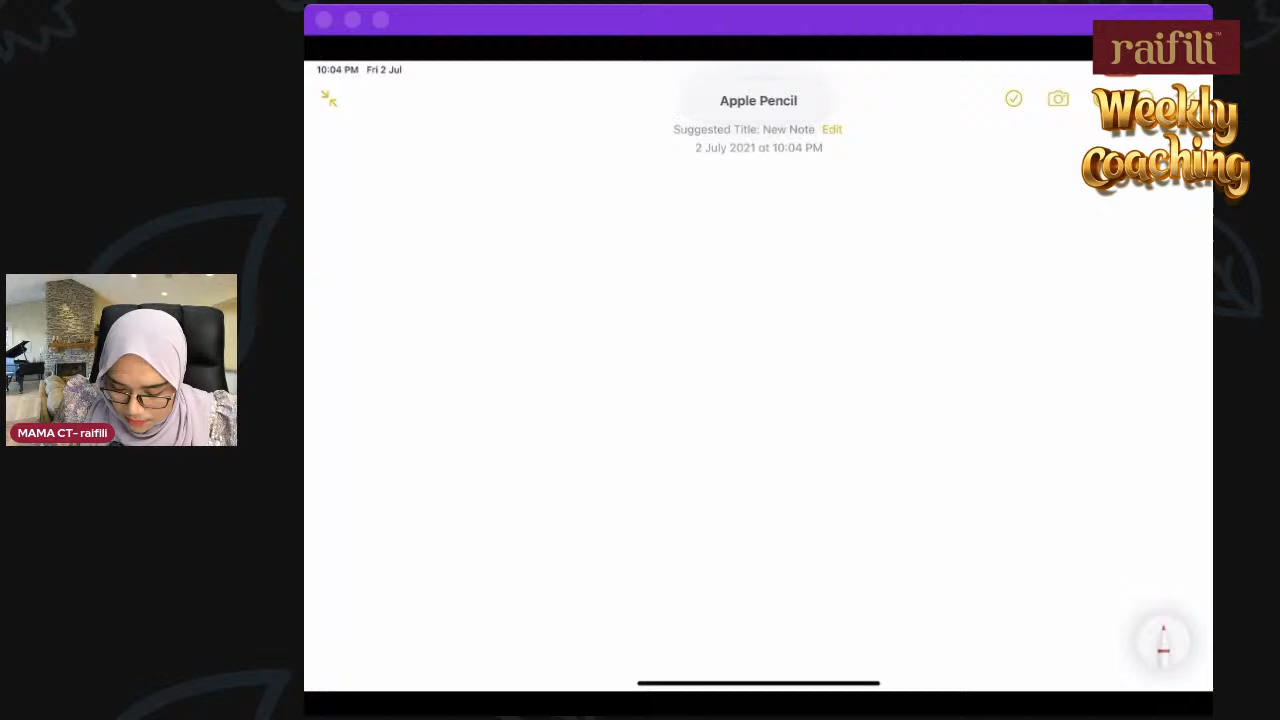 10:04 PM Fri 2 Jul
raifili™
Apple Pencil
Suggested Title: New Note Edit
2 July 2021 at 10:04 PM
Weekly
Coaching
MAMA CT- raifili